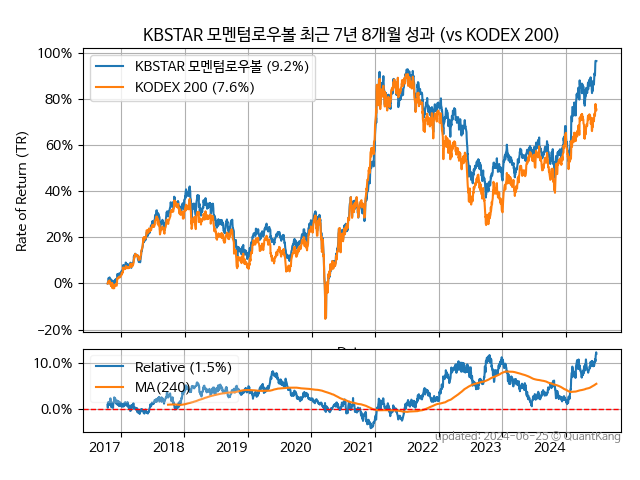 KBSTAR 모멘텀로우볼 최근 7년 8개월 성과 (vs KODEX 200)
Rate of Return (TR)
100%
80%
60%
40%
20%
0%
−20%
KBSTAR 모멘텀로우볼 (9.2%)
KODEX 200 (7.6%)
10.0%
0.0%
Relative (1.5%)
MA(240)
2017 2018 2019 2020 2021 2022 2023 2024
Updated: 2024-06-25 © QuantKang